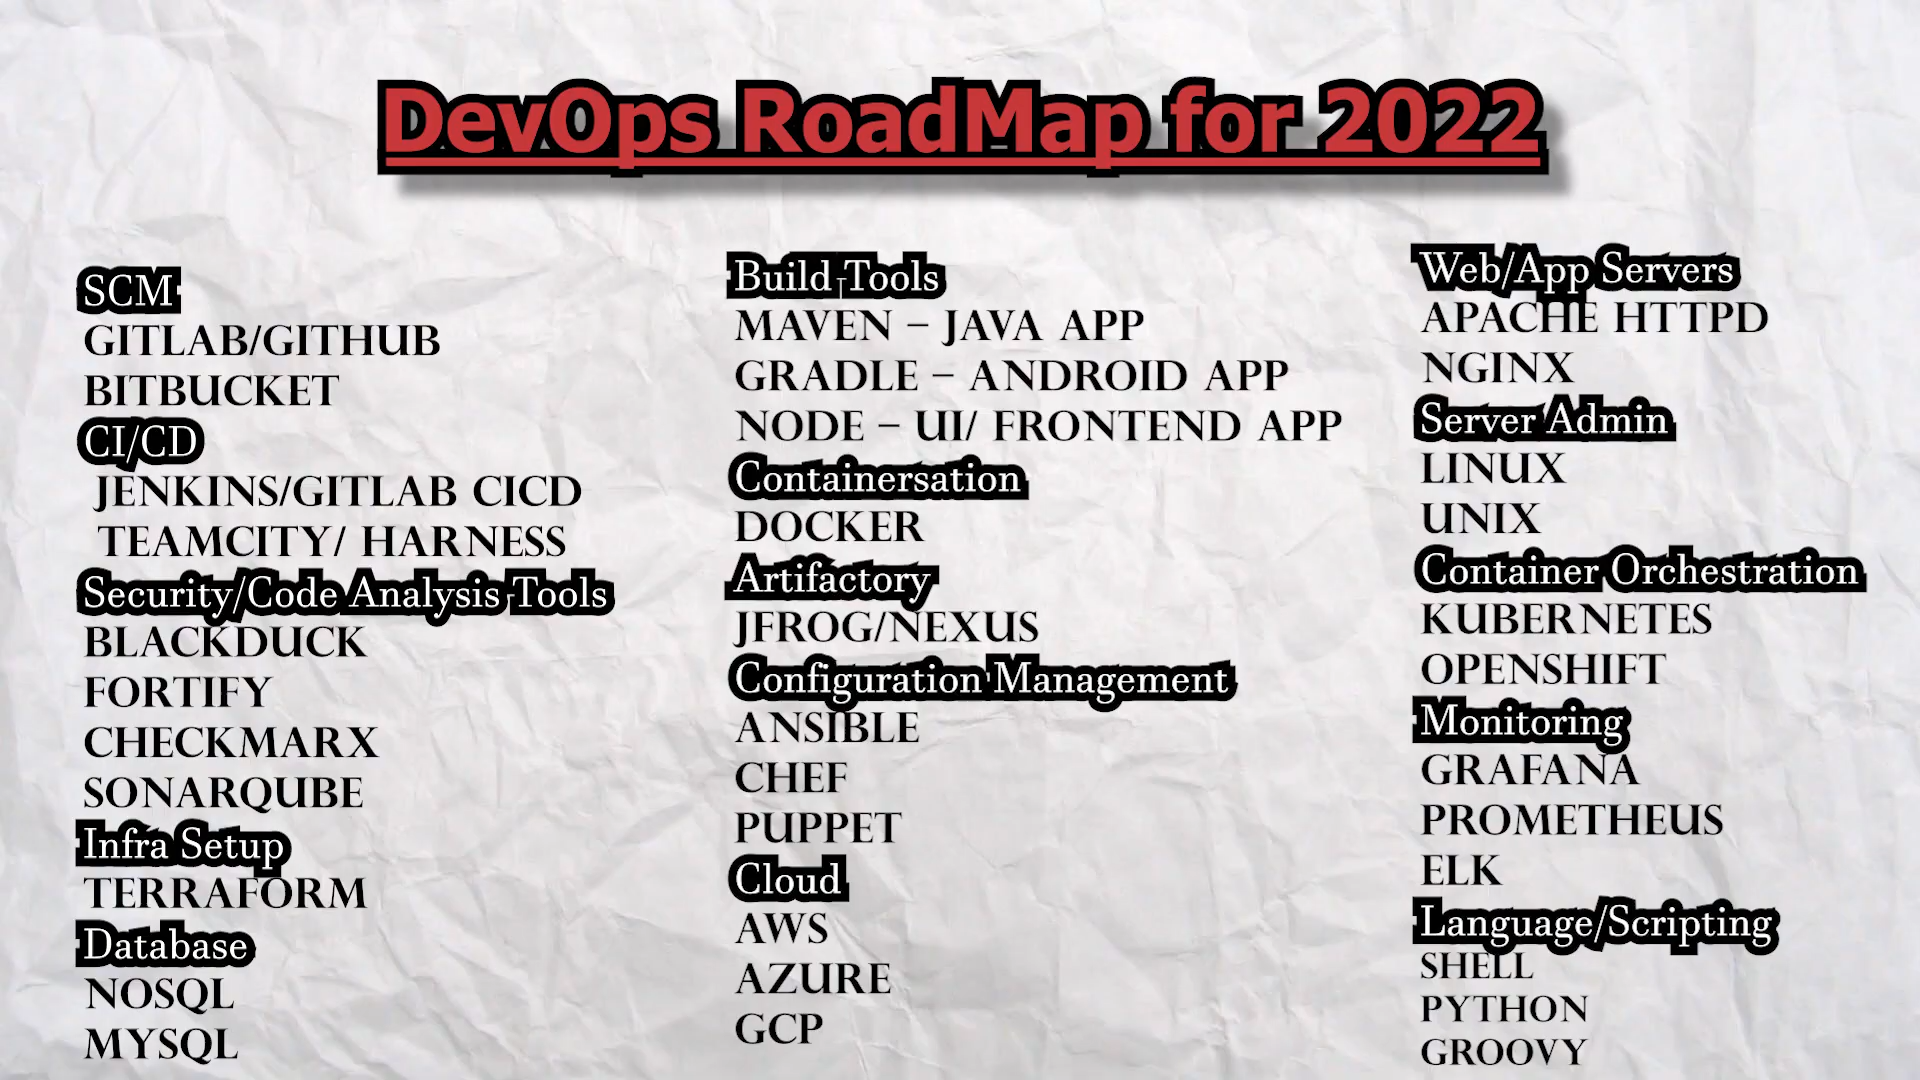 DevOps RoadMap for 2022
SCM
GITLAB/GITHUB
BITBUCKET
CI/CD
JENKINS/GITLAB CICD
TEAMCITY/ HARNESS
Security/Code Analysis Tools
BLACKDUCK
FORTIFY
CHECKMARX
SONARQUBE
Infra Setup
TERRAFORM
Database
NOSQL
MYSQL
Build Tools
MAVEN – JAVA APP
GRADLE – ANDROID APP
NODE – UI/ FRONTEND APP
Containersation
DOCKER
Artifactory
JFROG/NEXUS
Configuration Management
ANSIBLE
CHEF
PUPPET
Cloud
AWS
AZURE
GCP
Web/App Servers
APACHE HTTPD
NGINX
Server Admin
LINUX
UNIX
Container Orchestration
KUBERNETES
OPENSHIFT
Monitoring
GRAFANA
PROMETHEUS
ELK
Language/Scripting
SHELL
PYTHON
GROOVY